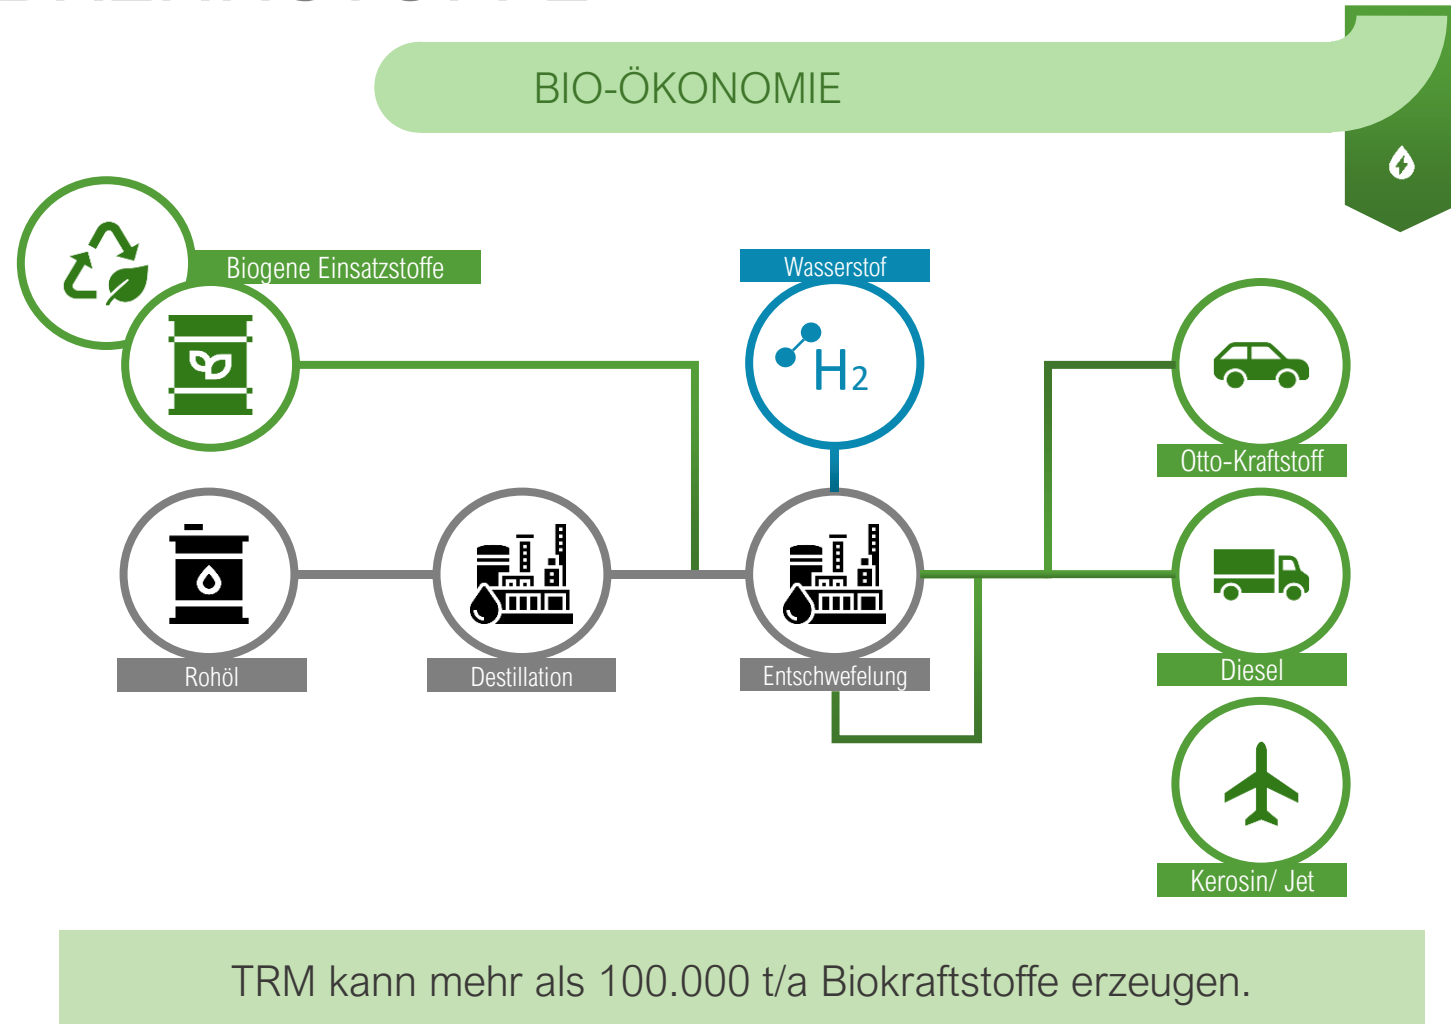 BIO-ÖKONOMIE
Biogene Einsatzstoffe
Wasserstof
H2
Otto-Kraftstoff
Rohöl
Destillation
Entschwefelung
Diesel
Kerosin/ Jet
TRM kann mehr als 100.000 t/a Biokraftstoffe erzeugen.